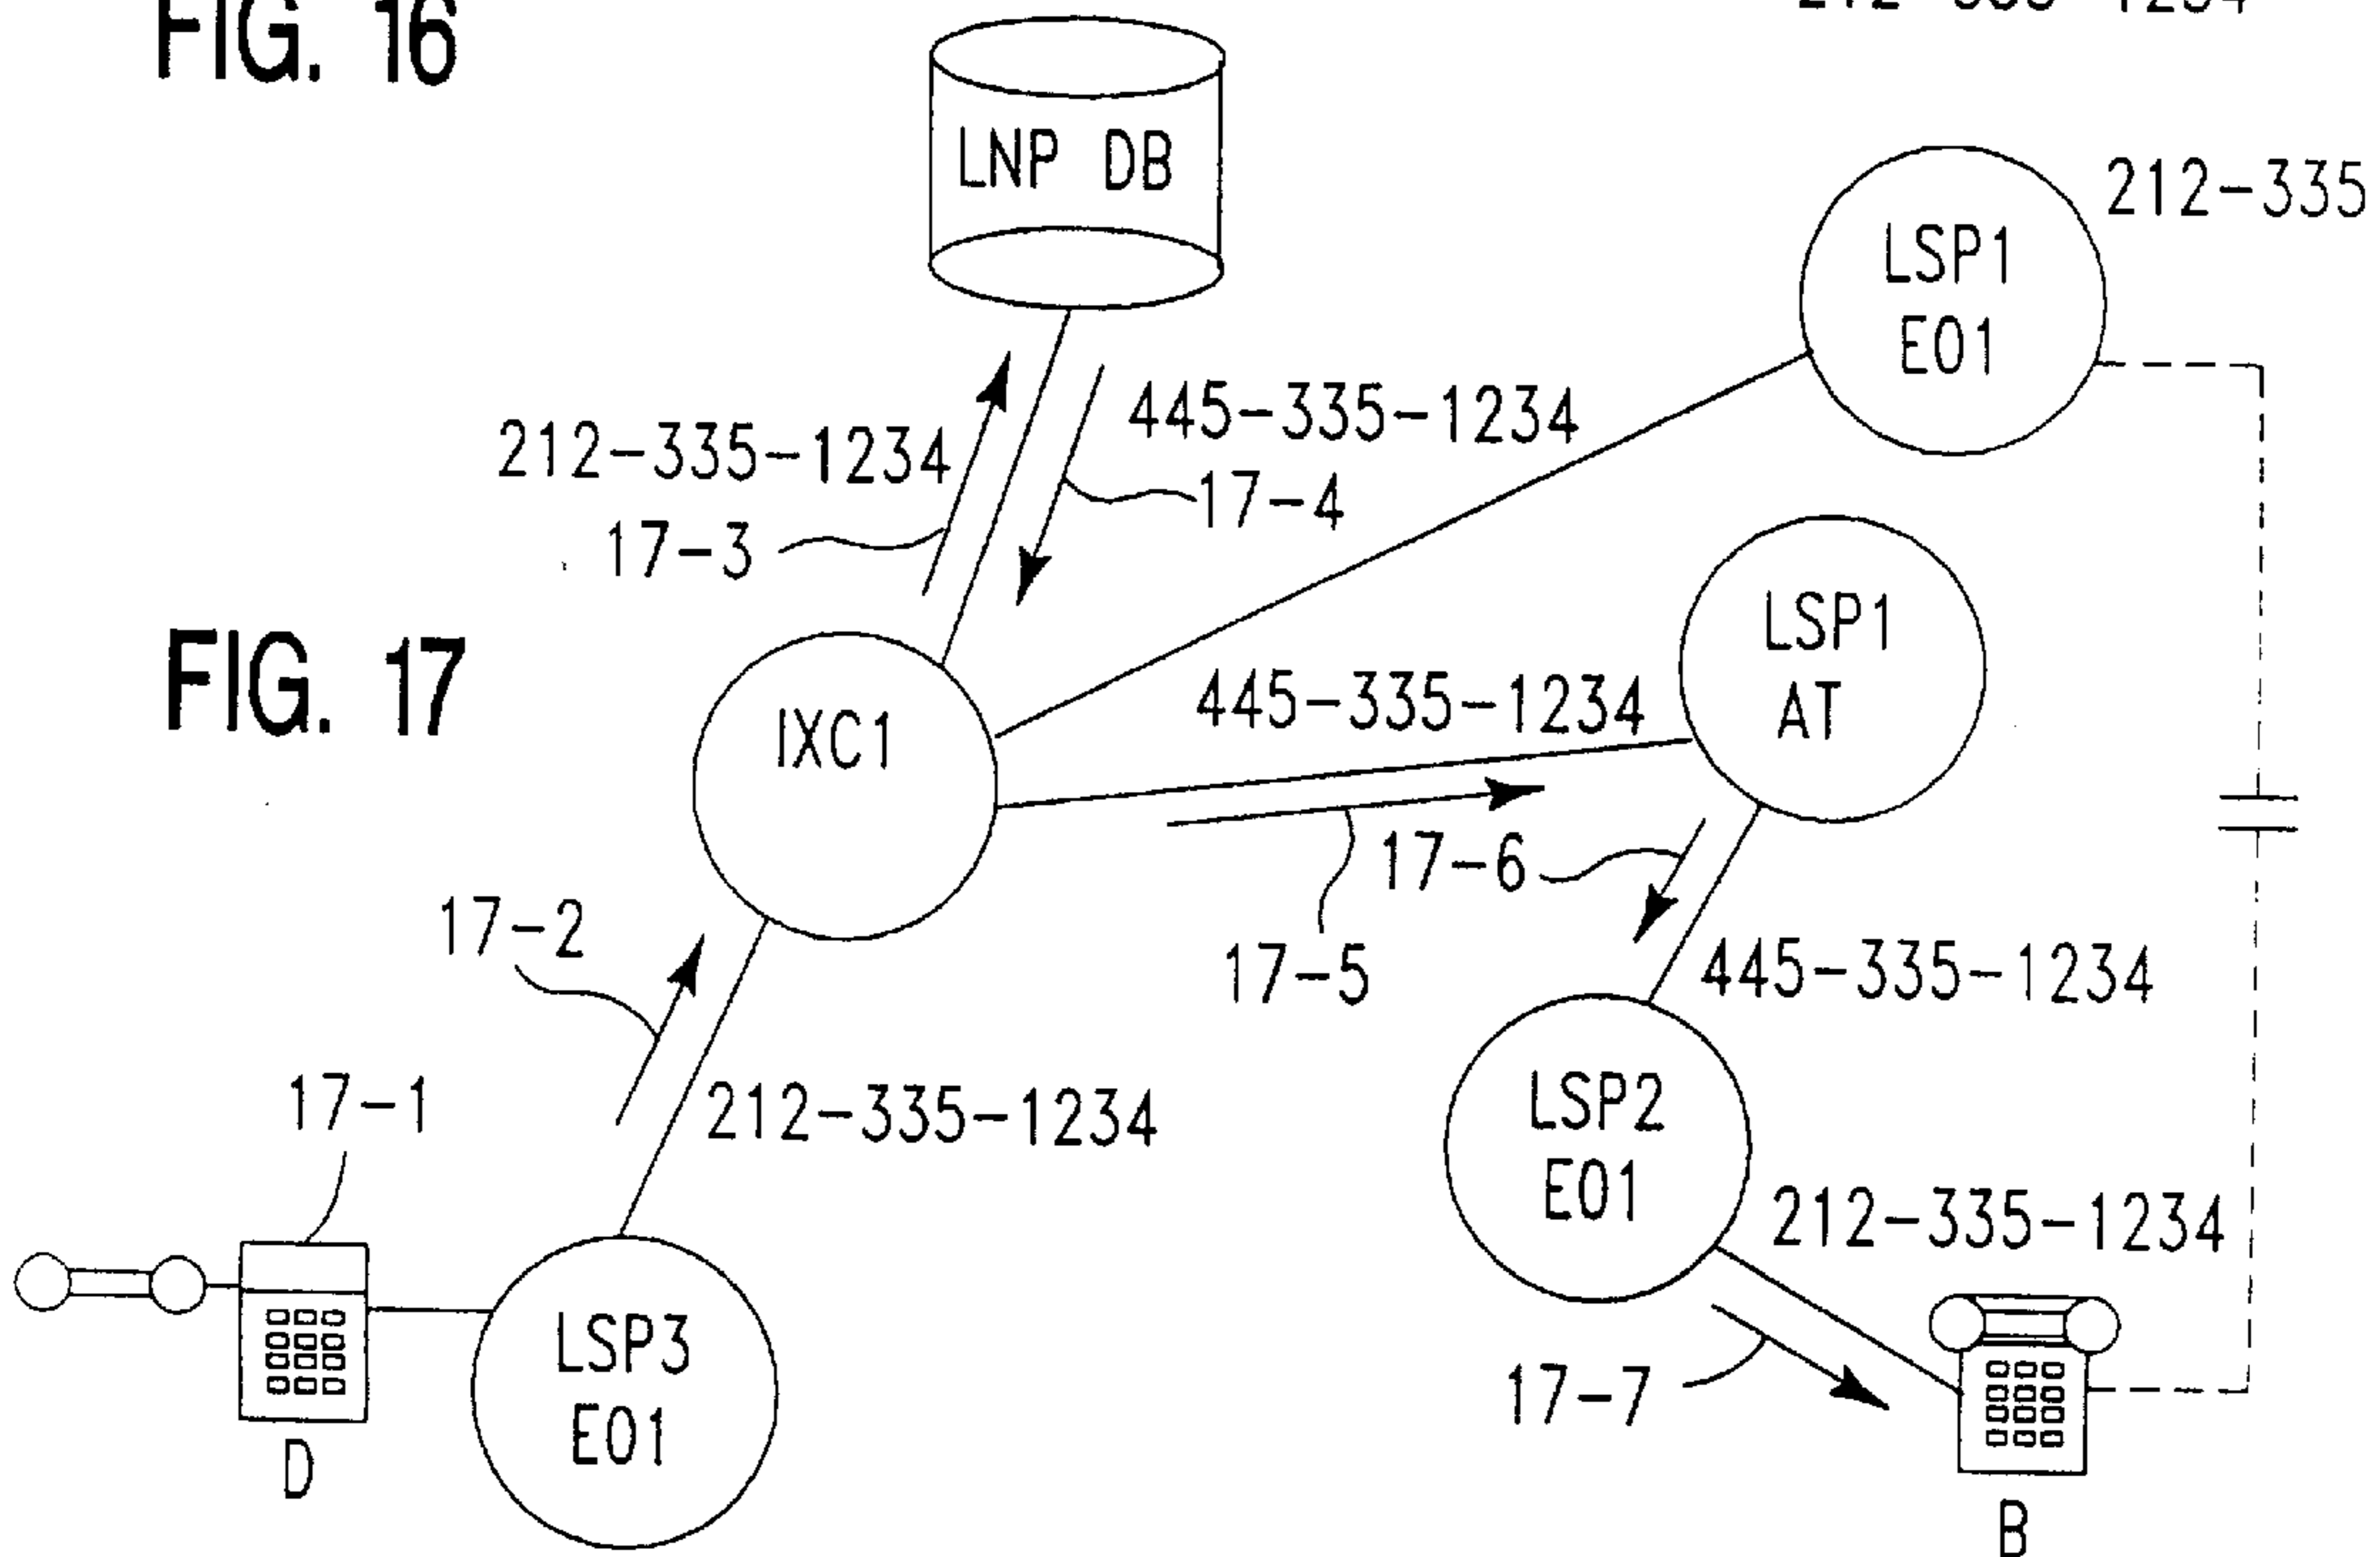 FIG. 16
LNP DB
LSP1
E01
212-335
212-335-1234
445-335-1234
17-3
17-4
FIG. 17
LSP1
AT
IXC1
445-335-1234
17-6
17-2
17-5
445-335-1234
17-1
212-335-1234
LSP2
E01
212-335-1234
LSP3
E01
17-7
D
B